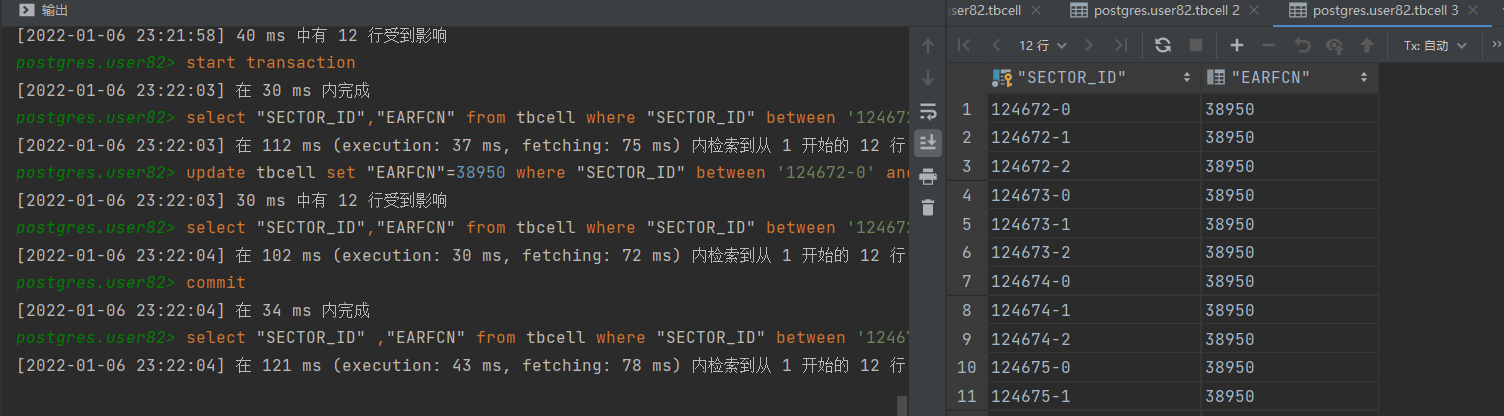 输出
[2022-01-06 23:21:58] 40 ms 中有 12 行受到影响
postgres.user82> start transaction
[2022-01-06 23:22:03] 在 30 ms 内完成
postgres.user82> select "SECTOR_ID","EARFCN" from tbcell where "SECTOR_ID" between '124672
[2022-01-06 23:22:03] 在 112 ms (execution: 37 ms, fetching: 75 ms) 内检索到从 1 开始的 12 行
postgres.user82> update tbcell set "EARFCN"=38950 where "SECTOR_ID" between '124672-0' and
[2022-01-06 23:22:03] 30 ms 中有 12 行受到影响
postgres.user82> select "SECTOR_ID","EARFCN" from tbcell where "SECTOR_ID" between '124672
[2022-01-06 23:22:04] 在 102 ms (execution: 30 ms, fetching: 72 ms) 内检索到从 1 开始的 12 行
postgres.user82> commit
[2022-01-06 23:22:04] 在 34 ms 内完成
postgres.user82> select "SECTOR_ID" ,"EARFCN" from tbcell where "SECTOR_ID" between '12467
[2022-01-06 23:22:04] 在 121 ms (execution: 43 ms, fetching: 78 ms) 内检索到从 1 开始的 12 行
ser82.tbcell postgres.user82.tbcell 2 postgres.user82.tbcell 3
12 行 Tx: 自动
"SECTOR_ID" "EARFCN"
1 124672-0 38950
2 124672-1 38950
3 124672-2 38950
4 124673-0 38950
5 124673-1 38950
6 124673-2 38950
7 124674-0 38950
8 124674-1 38950
9 124674-2 38950
10 124675-0 38950
11 124675-1 38950